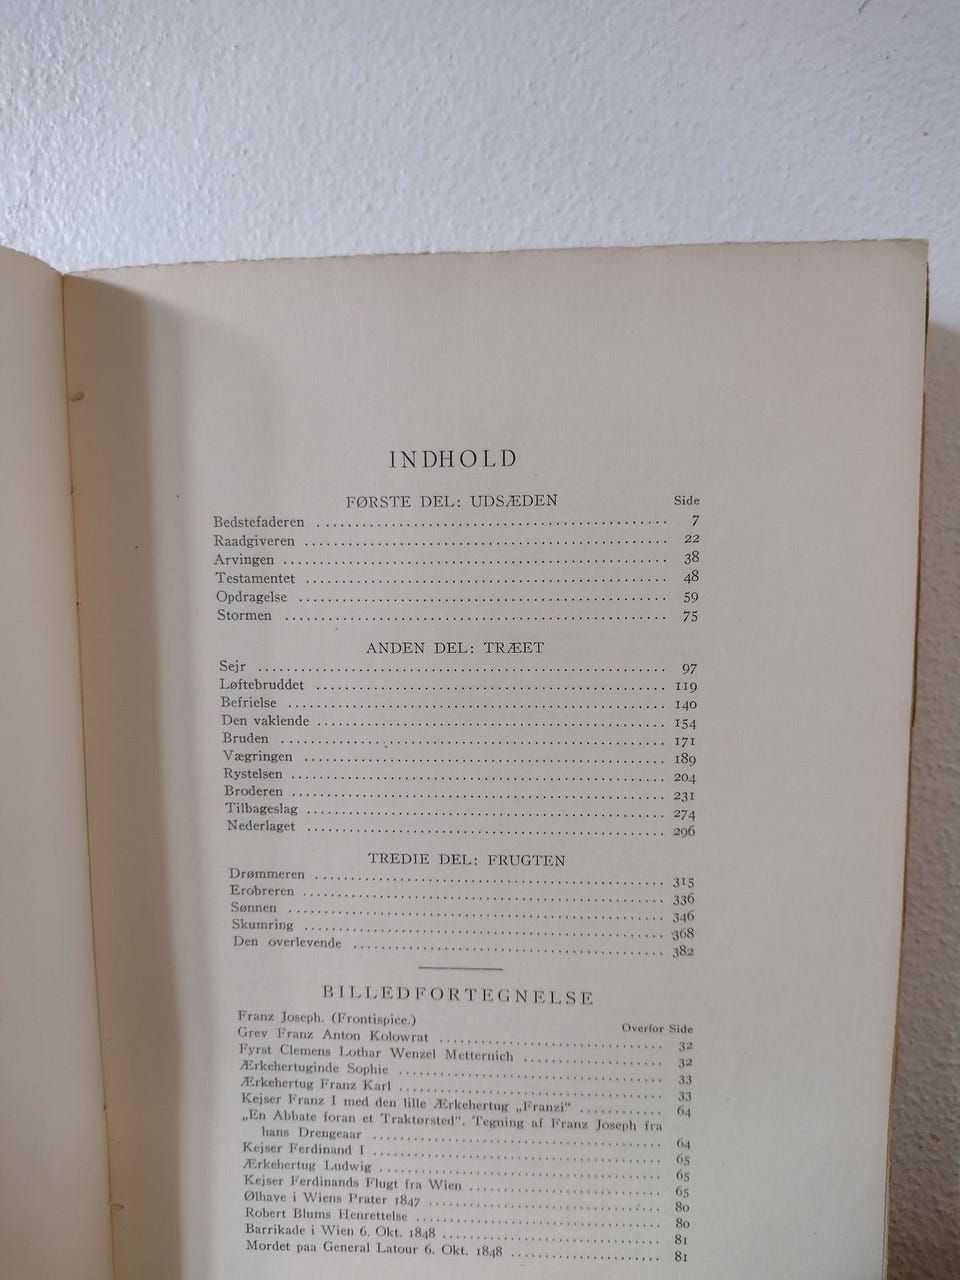 INDHOLD
FØRSTE DEL: UDSÆDEN Side
Bedstefaderen 7
Raadgiveren 22
Arvingen 38
Testamentet 48
Opdragelse 59
Stormen 75
ANDEN DEL: TRÆET
Sejr 97
Løftebruddet 119
Befrielse 140
Den vaklende 154
Bruden 171
Vægringen 189
Rystelsen 204
Broderen 231
Tilbageslag 274
Nederlaget 296
TREDIE DEL: FRUGTEN
Drømmeren 315
Erobreren 336
Sønnen 346
Skumring 368
Den overlevende 382
BILLEDFORTEGNELSE
Franz Joseph. (Frontispice.) Overfor Side
Grev Franz Anton Kolowrat 32
Fyrst Clemens Lothar Wenzel Metternich 32
Ærkehertuginde Sophie 33
Ærkehertug Franz Karl 33
Kejser Franz I med den lille Ærkehertug „Franzi“ 64
„En Abbate foran et Traktørsted“. Tegning af Franz Joseph fra
hans Drengeaar 64
Kejser Ferdinand I 65
Ærkehertug Ludwig 65
Kejser Ferdinands Flugt fra Wien 65
Ølhave i Wiens Prater 1847 80
Robert Blums Henrettelse 80
Barrikade i Wien 6. Okt. 1848 81
Mordet paa General Latour 6. Okt. 1848 81